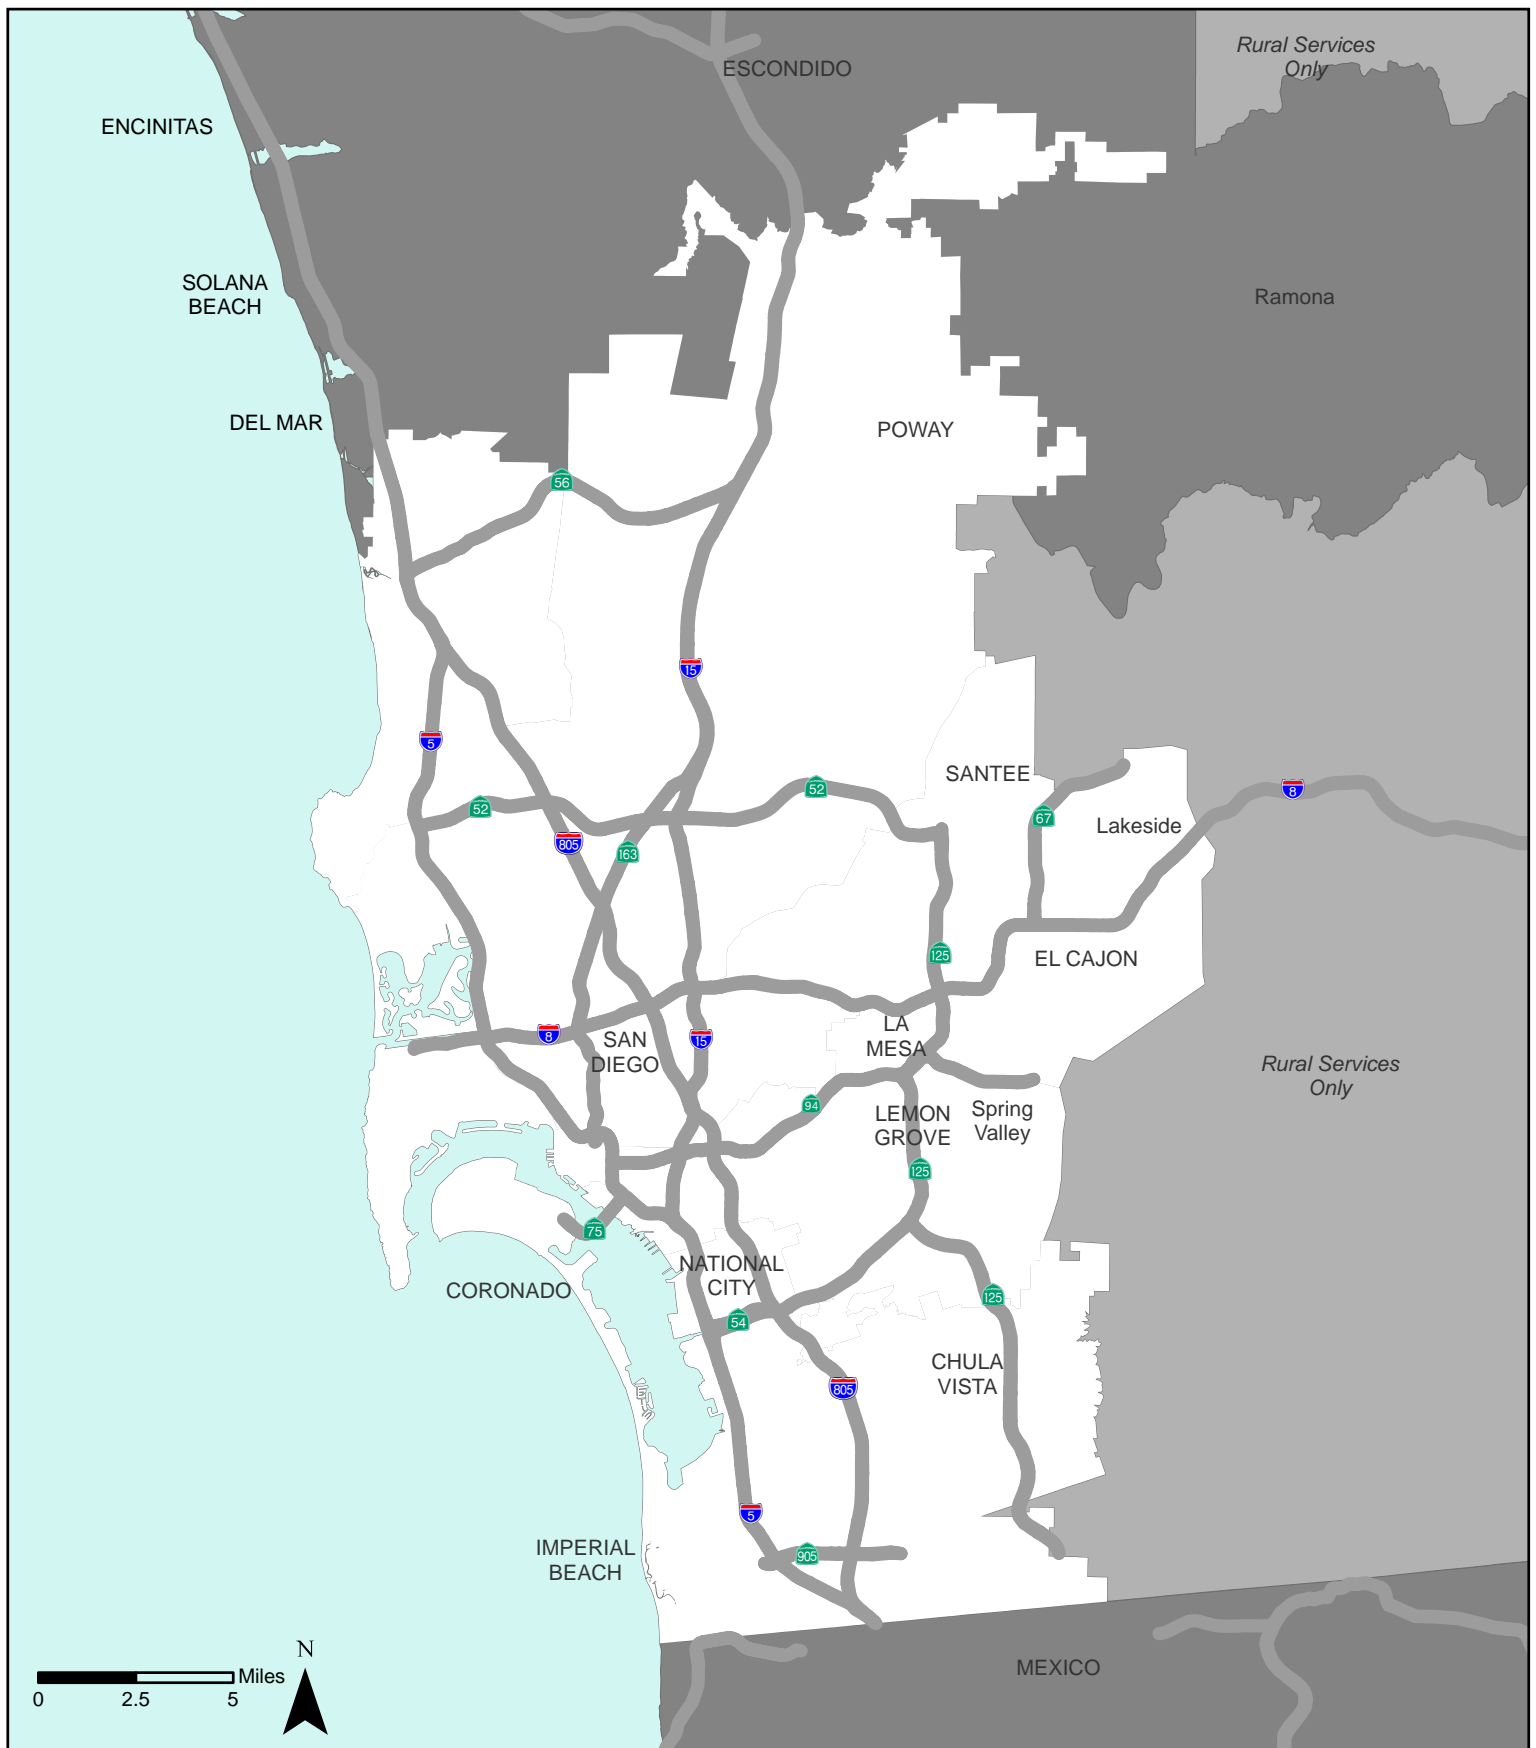 Rural Services
Only
ESCONDIDO
ENCINITAS
SOLANA
BEACH
Ramona
DEL MAR
POWAY
56
15
5
SANTEE
52
8
52
67
Lakeside
805
163
125
EL CAJON
LA
MESA
8
SAN
DIEGO
15
Rural Services
Only
94
LEMON
GROVE
Spring
Valley
125
75
NATIONAL
CITY
CORONADO
125
54
CHULA
VISTA
805
5
IMPERIAL
BEACH
905
N
MEXICO
Miles
0 2.5 5